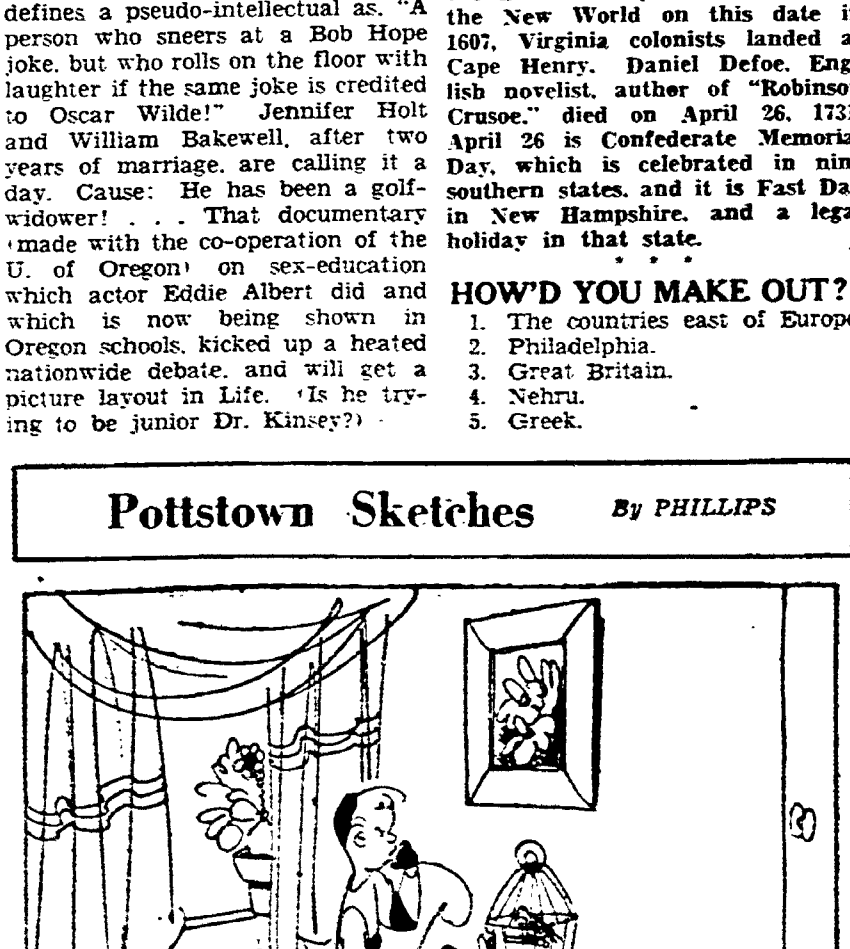 defines a pseudo-intellectual as. "A
person who sneers at a Bob Hope
joke. but who rolls on the floor with
laughter if the same joke is credited
to Oscar Wilde!" Jennifer Holt
and William Bakewell. after two
years of marriage. are calling it a
day. Cause: He has been a golf-
widower! . . . That documentary
(made with the co-operation of the
U. of Oregon) on sex-education
which actor Eddie Albert did and
which is now being shown in
Oregon schools. kicked up a heated
nationwide debate. and will get a
picture layout in Life. (Is he try-
ing to be junior Dr. Kinsey?)
the New World on this date i
1607, Virginia colonists landed a
Cape Henry. Daniel Defoe. Eng
lish novelist. author of "Robinso
Crusoe." died on April 26. 1731
April 26 is Confederate Memoria
Day. which is celebrated in nin
southern states. and it is Fast Da
in New Hampshire. and a lega
holiday in that state.
* * *
HOW'D YOU MAKE OUT?
1. The countries east of Europe
2. Philadelphia.
3. Great Britain.
4. Nehru.
5. Greek.
Pottstown Sketches By PHILLIPS